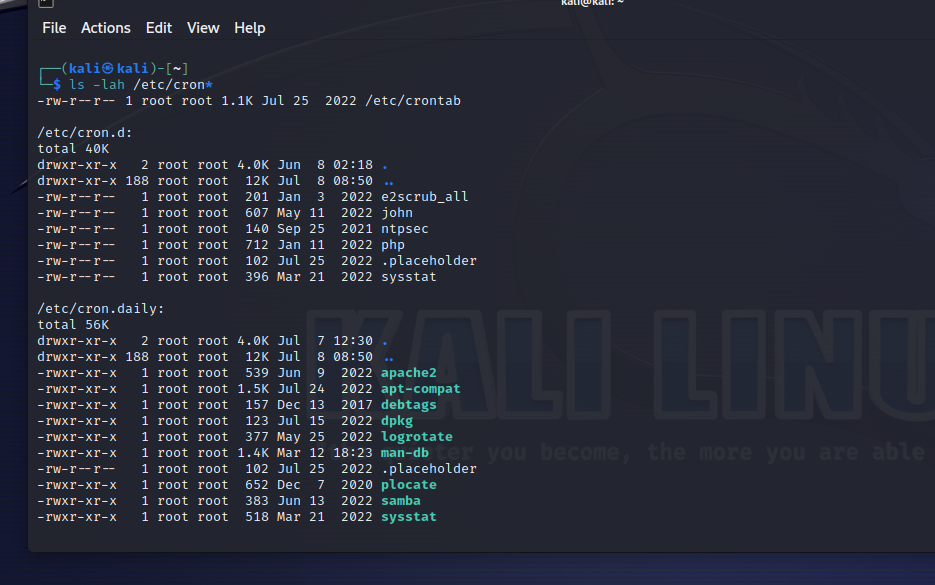 kali@kali: ~
File Actions Edit View Help
┌──(kali㉿kali)-[~]
└─$ ls -lah /etc/cron*
-rw-r--r-- 1 root root 1.1K Jul 25  2022 /etc/crontab

/etc/cron.d:
total 40K
drwxr-xr-x   2 root root 4.0K Jun  8 02:18 .
drwxr-xr-x 188 root root  12K Jul  8 08:50 ..
-rw-r--r--   1 root root  201 Jan  3  2022 e2scrub_all
-rw-r--r--   1 root root  607 May 11  2022 john
-rw-r--r--   1 root root  140 Sep 25  2021 ntpsec
-rw-r--r--   1 root root  712 Jan 11  2022 php
-rw-r--r--   1 root root  102 Jul 25  2022 .placeholder
-rw-r--r--   1 root root  396 Mar 21  2022 sysstat

/etc/cron.daily:
total 56K
drwxr-xr-x   2 root root 4.0K Jul  7 12:30 .
drwxr-xr-x 188 root root  12K Jul  8 08:50 ..
-rwxr-xr-x   1 root root  539 Jun  9  2022 apache2
-rwxr-xr-x   1 root root 1.5K Jul 24  2022 apt-compat
-rwxr-xr-x   1 root root  157 Dec 13  2017 debtags
-rwxr-xr-x   1 root root  123 Jul 15  2022 dpkg
-rwxr-xr-x   1 root root  377 May 25  2022 logrotate
-rwxr-xr-x   1 root root 1.4K Mar 12 18:23 man-db
-rw-r--r--   1 root root  102 Jul 25  2022 .placeholder
-rwxr-xr-x   1 root root  652 Dec  7  2020 plocate
-rwxr-xr-x   1 root root  383 Jun 13  2022 samba
-rwxr-xr-x   1 root root  518 Mar 21  2022 sysstat
KALI LINU
you become, the more you are able